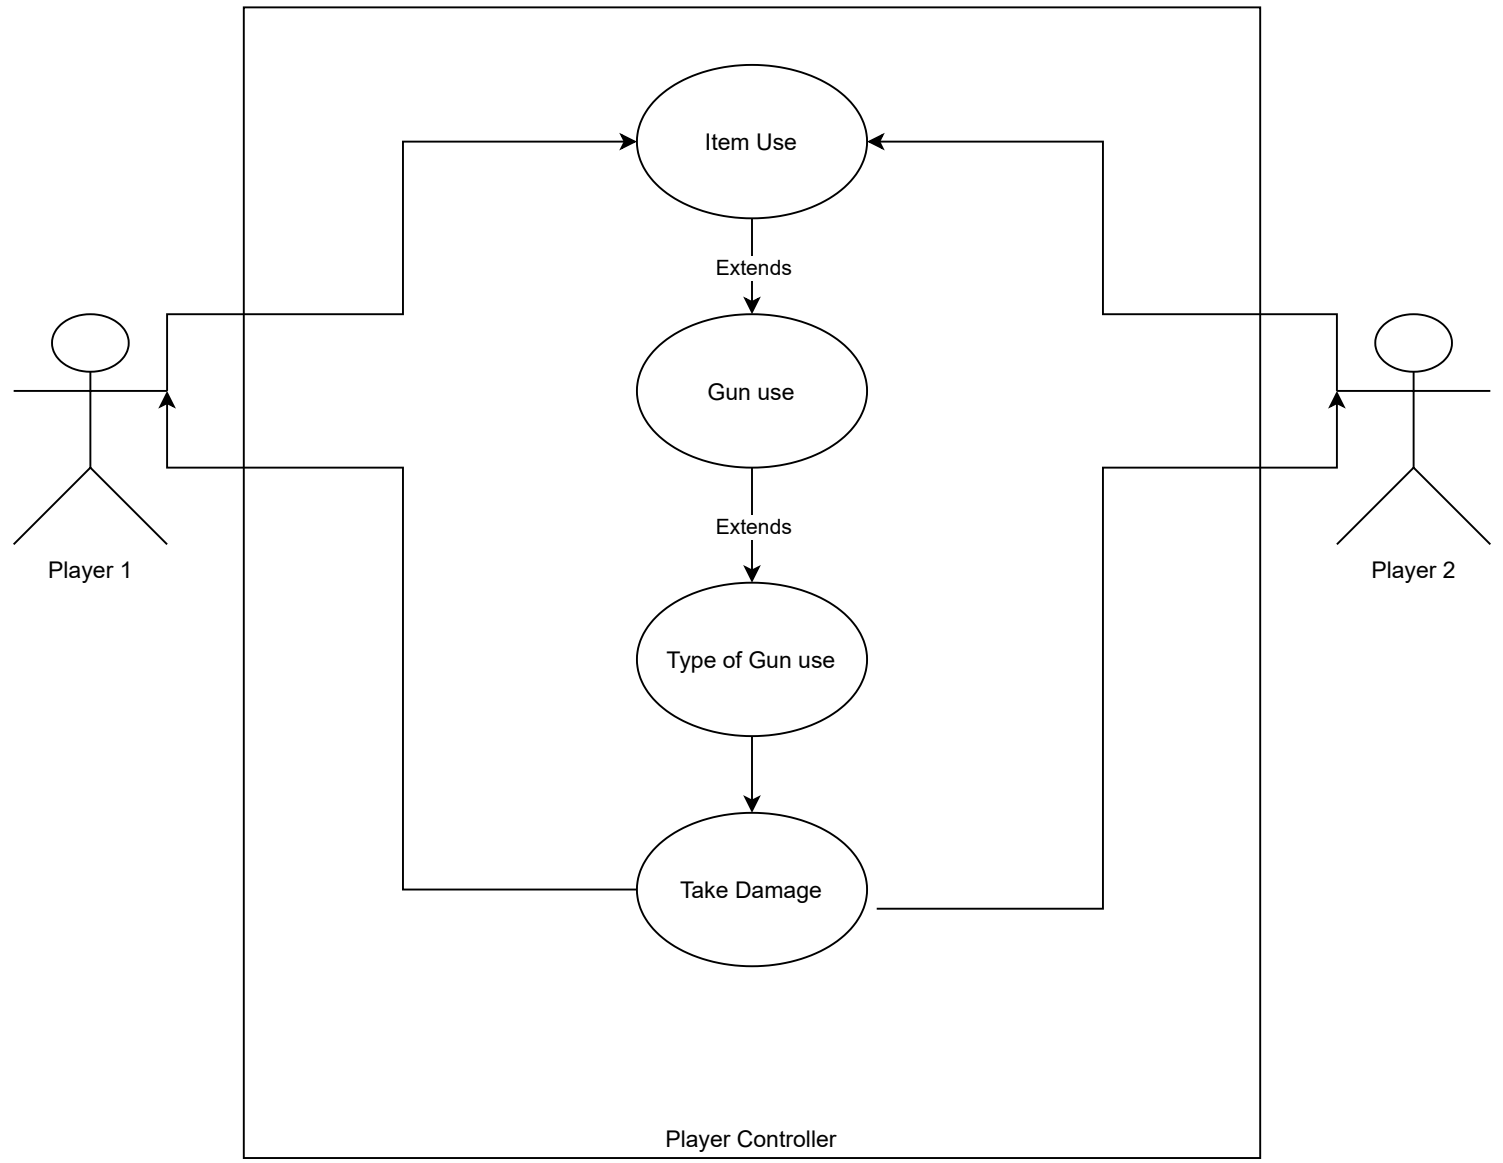 Item Use
Extends
Gun use
Extends
Player 1
Player 2
Type of Gun use
Take Damage
Player Controller